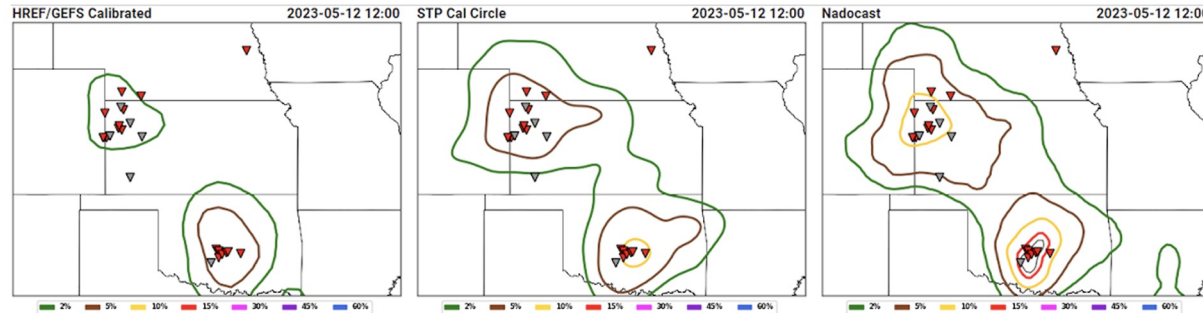 HREF/GEFS Calibrated 2023-05-12 12:00
2% 5% 10% 15% 30% 45% 60%
STP Cal Circle 2023-05-12 12:00
2% 5% 10% 15% 30% 45% 60%
Nadocast 2023-05-12 12:00
2% 5% 10% 15% 30% 45% 60%